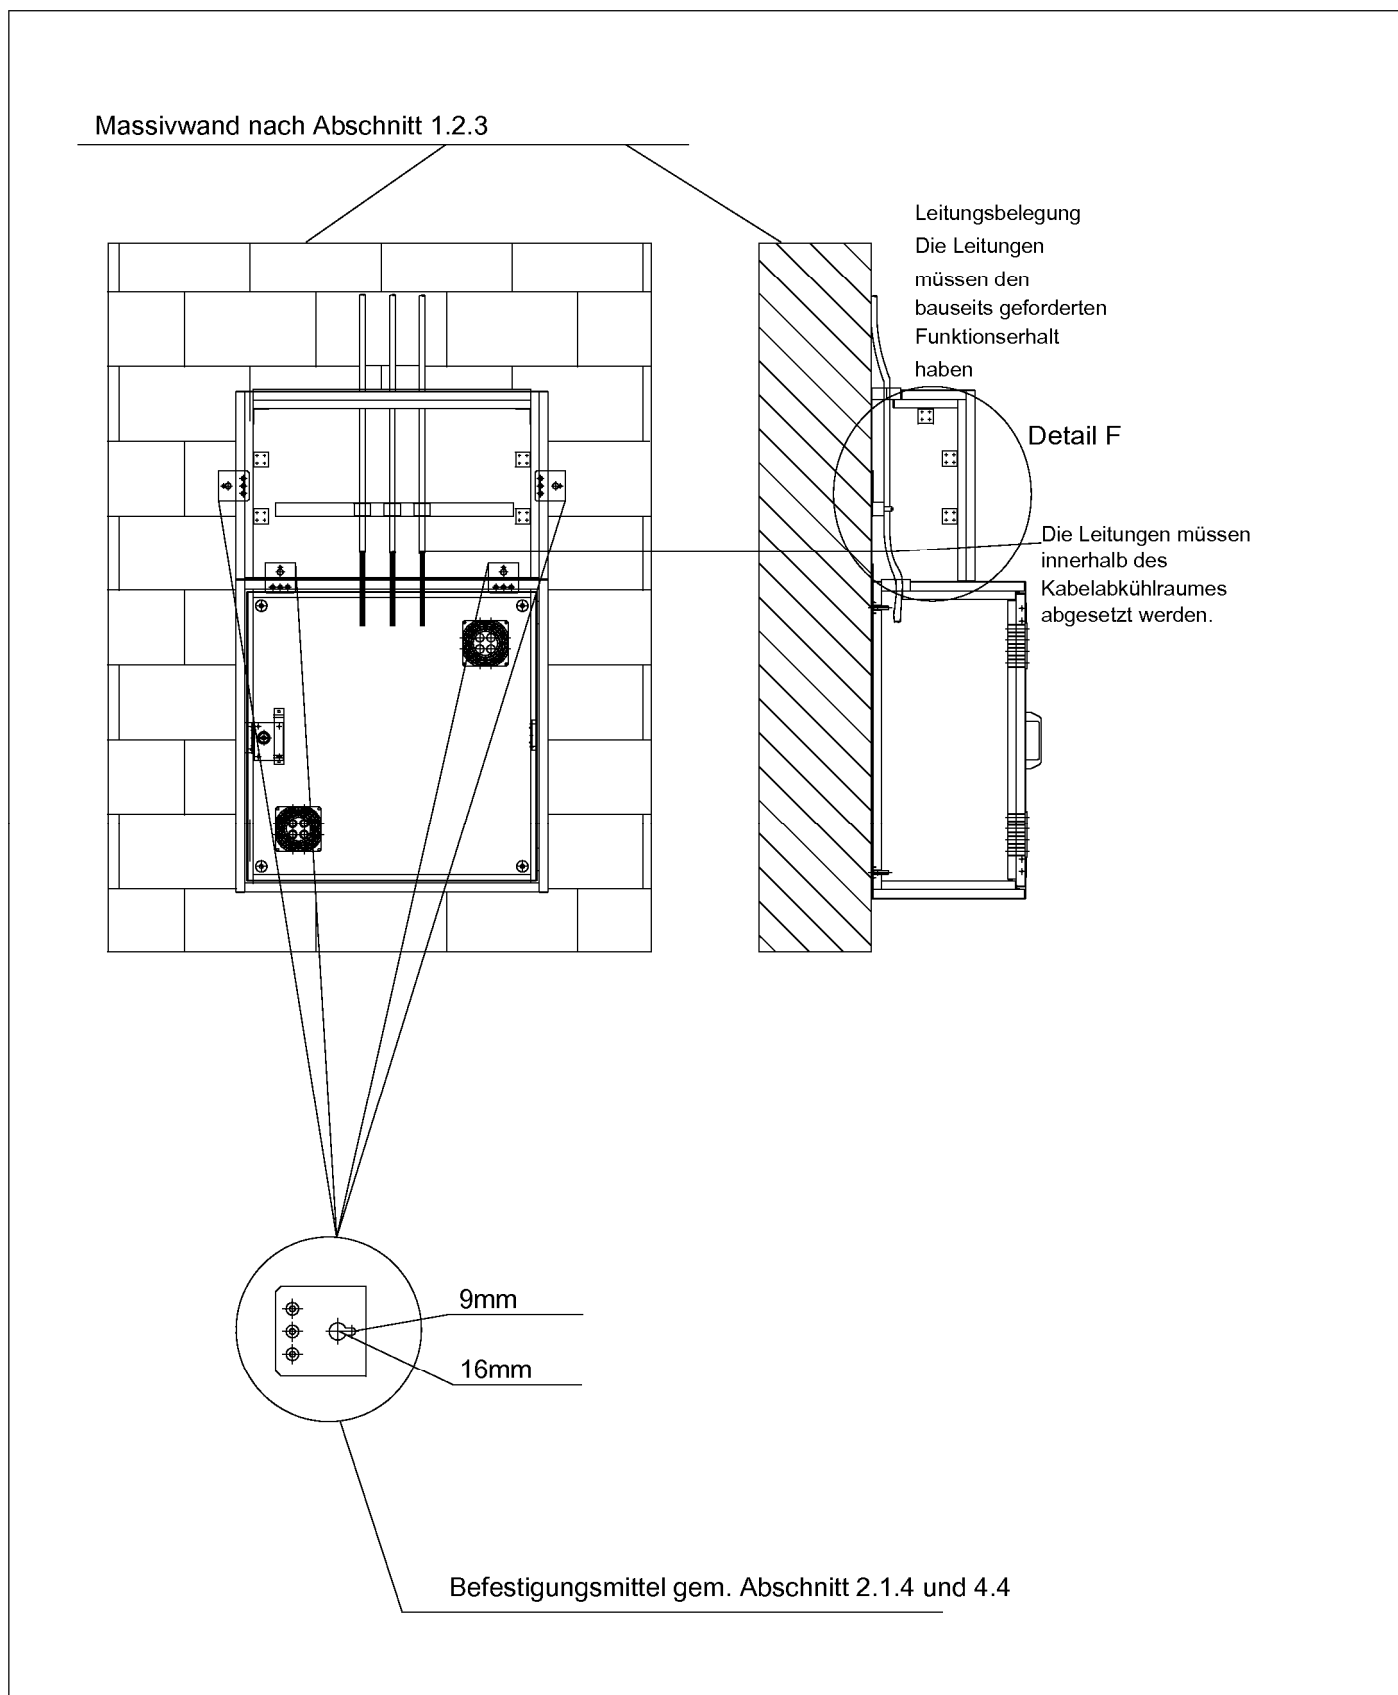 Massivwand nach Abschnitt 1.2.3
Leitungsbelegung
Die Leitungen
müssen den
bauseits geforderten
Funktionserhalt
haben
Detail F
Die Leitungen müssen
innerhalb des
Kabelabkühlraumes
abgesetzt werden.
9mm
16mm
Befestigungsmittel gem. Abschnitt 2.1.4 und 4.4